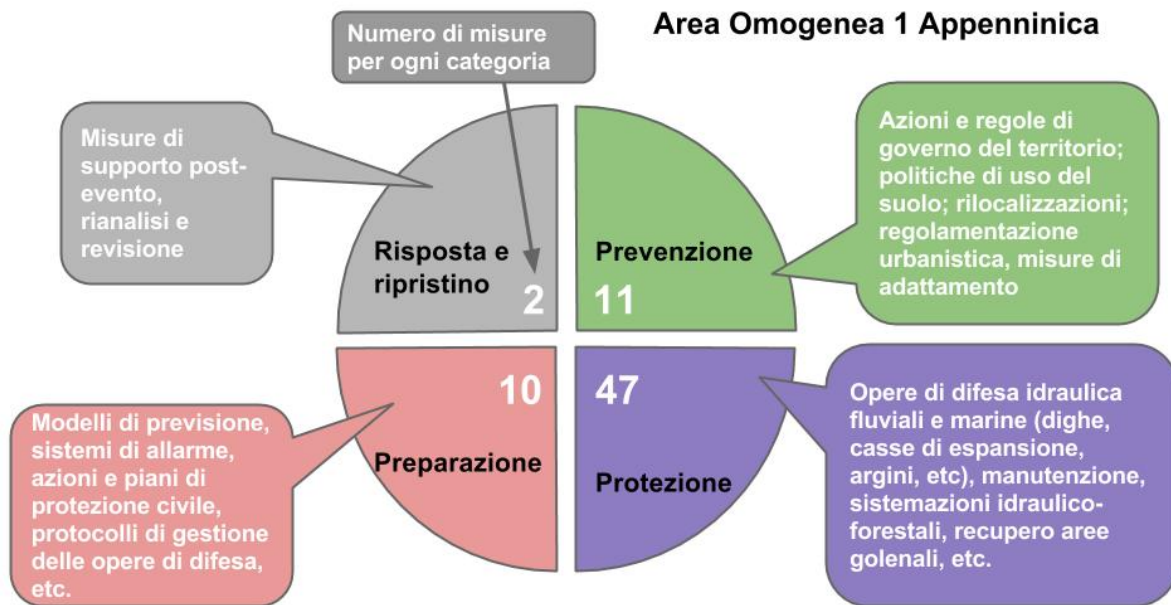 Area Omogenea 1 Appenninica
Numero di misure
per ogni categoria
Misure di
supporto post-
evento,
rianalisi e
revisione
Risposta e
ripristino
2
Prevenzione
11
Azioni e regole di
governo del territorio;
politiche di uso del
suolo; rilocalizzazioni;
regolamentazione
urbanistica, misure di
adattamento
Modelli di previsione,
sistemi di allarme,
azioni e piani di
protezione civile,
protocolli di gestione
delle opere di difesa,
etc.
10
Preparazione
47
Protezione
Opere di difesa idraulica
fluviali e marine (dighe,
casse di espansione,
argini, etc), manutenzione,
sistemazioni idraulico-
forestali, recupero aree
golenali, etc.